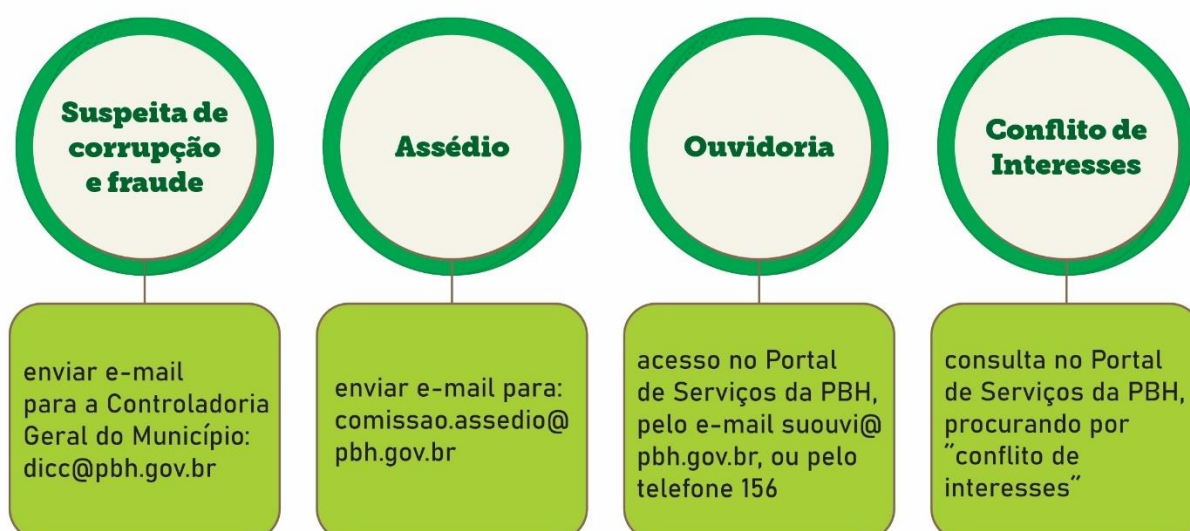 Suspeita de
corrupção
e fraude
enviar e-mail
para a Controladoria
Geral do Município:
dicc@pbh.gov.br
Assédio
enviar e-mail para:
comissao.assedio@
pbh.gov.br
Ouvidoria
acesso no Portal
de Serviços da PBH,
pelo e-mail suouvi@
pbh.gov.br, ou pelo
telefone 156
Conflito de
Interesses
consulta no Portal
de Serviços da PBH,
procurando por
"conflito de
interesses"